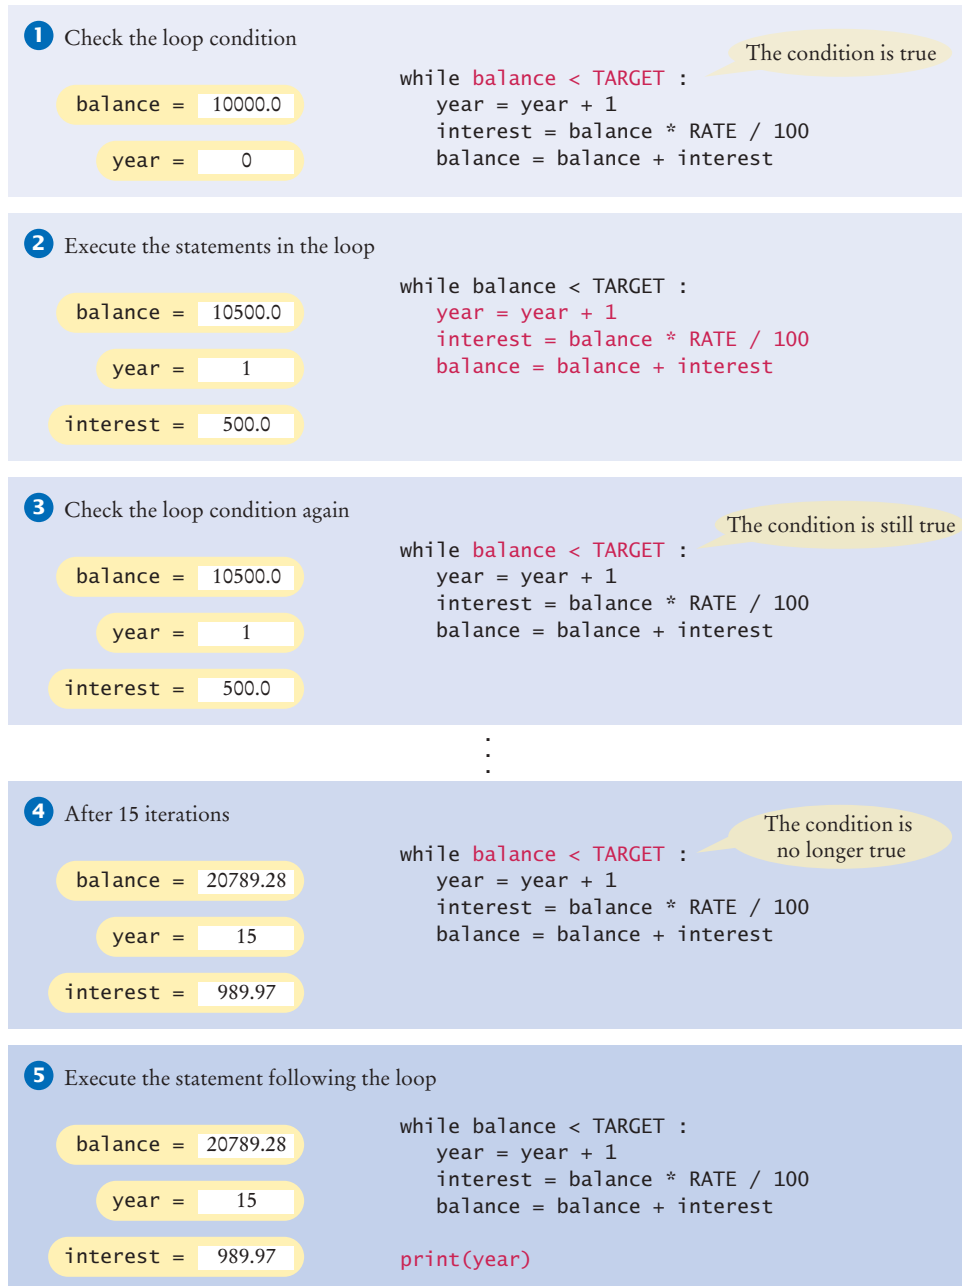 1 Check the loop condition
The condition is true
balance = 10000.0
year = 0
while balance < TARGET :
year = year + 1
interest = balance * RATE / 100
balance = balance + interest
2 Execute the statements in the loop
balance = 10500.0
year = 1
interest = 500.0
while balance < TARGET :
year = year + 1
interest = balance * RATE / 100
balance = balance + interest
3 Check the loop condition again
The condition is still true
balance = 10500.0
year = 1
interest = 500.0
while balance < TARGET :
year = year + 1
interest = balance * RATE / 100
balance = balance + interest
.
.
.
4 After 15 iterations
The condition is
no longer true
balance = 20789.28
year = 15
interest = 989.97
while balance < TARGET :
year = year + 1
interest = balance * RATE / 100
balance = balance + interest
5 Execute the statement following the loop
balance = 20789.28
year = 15
interest = 989.97
while balance < TARGET :
year = year + 1
interest = balance * RATE / 100
balance = balance + interest
print(year)